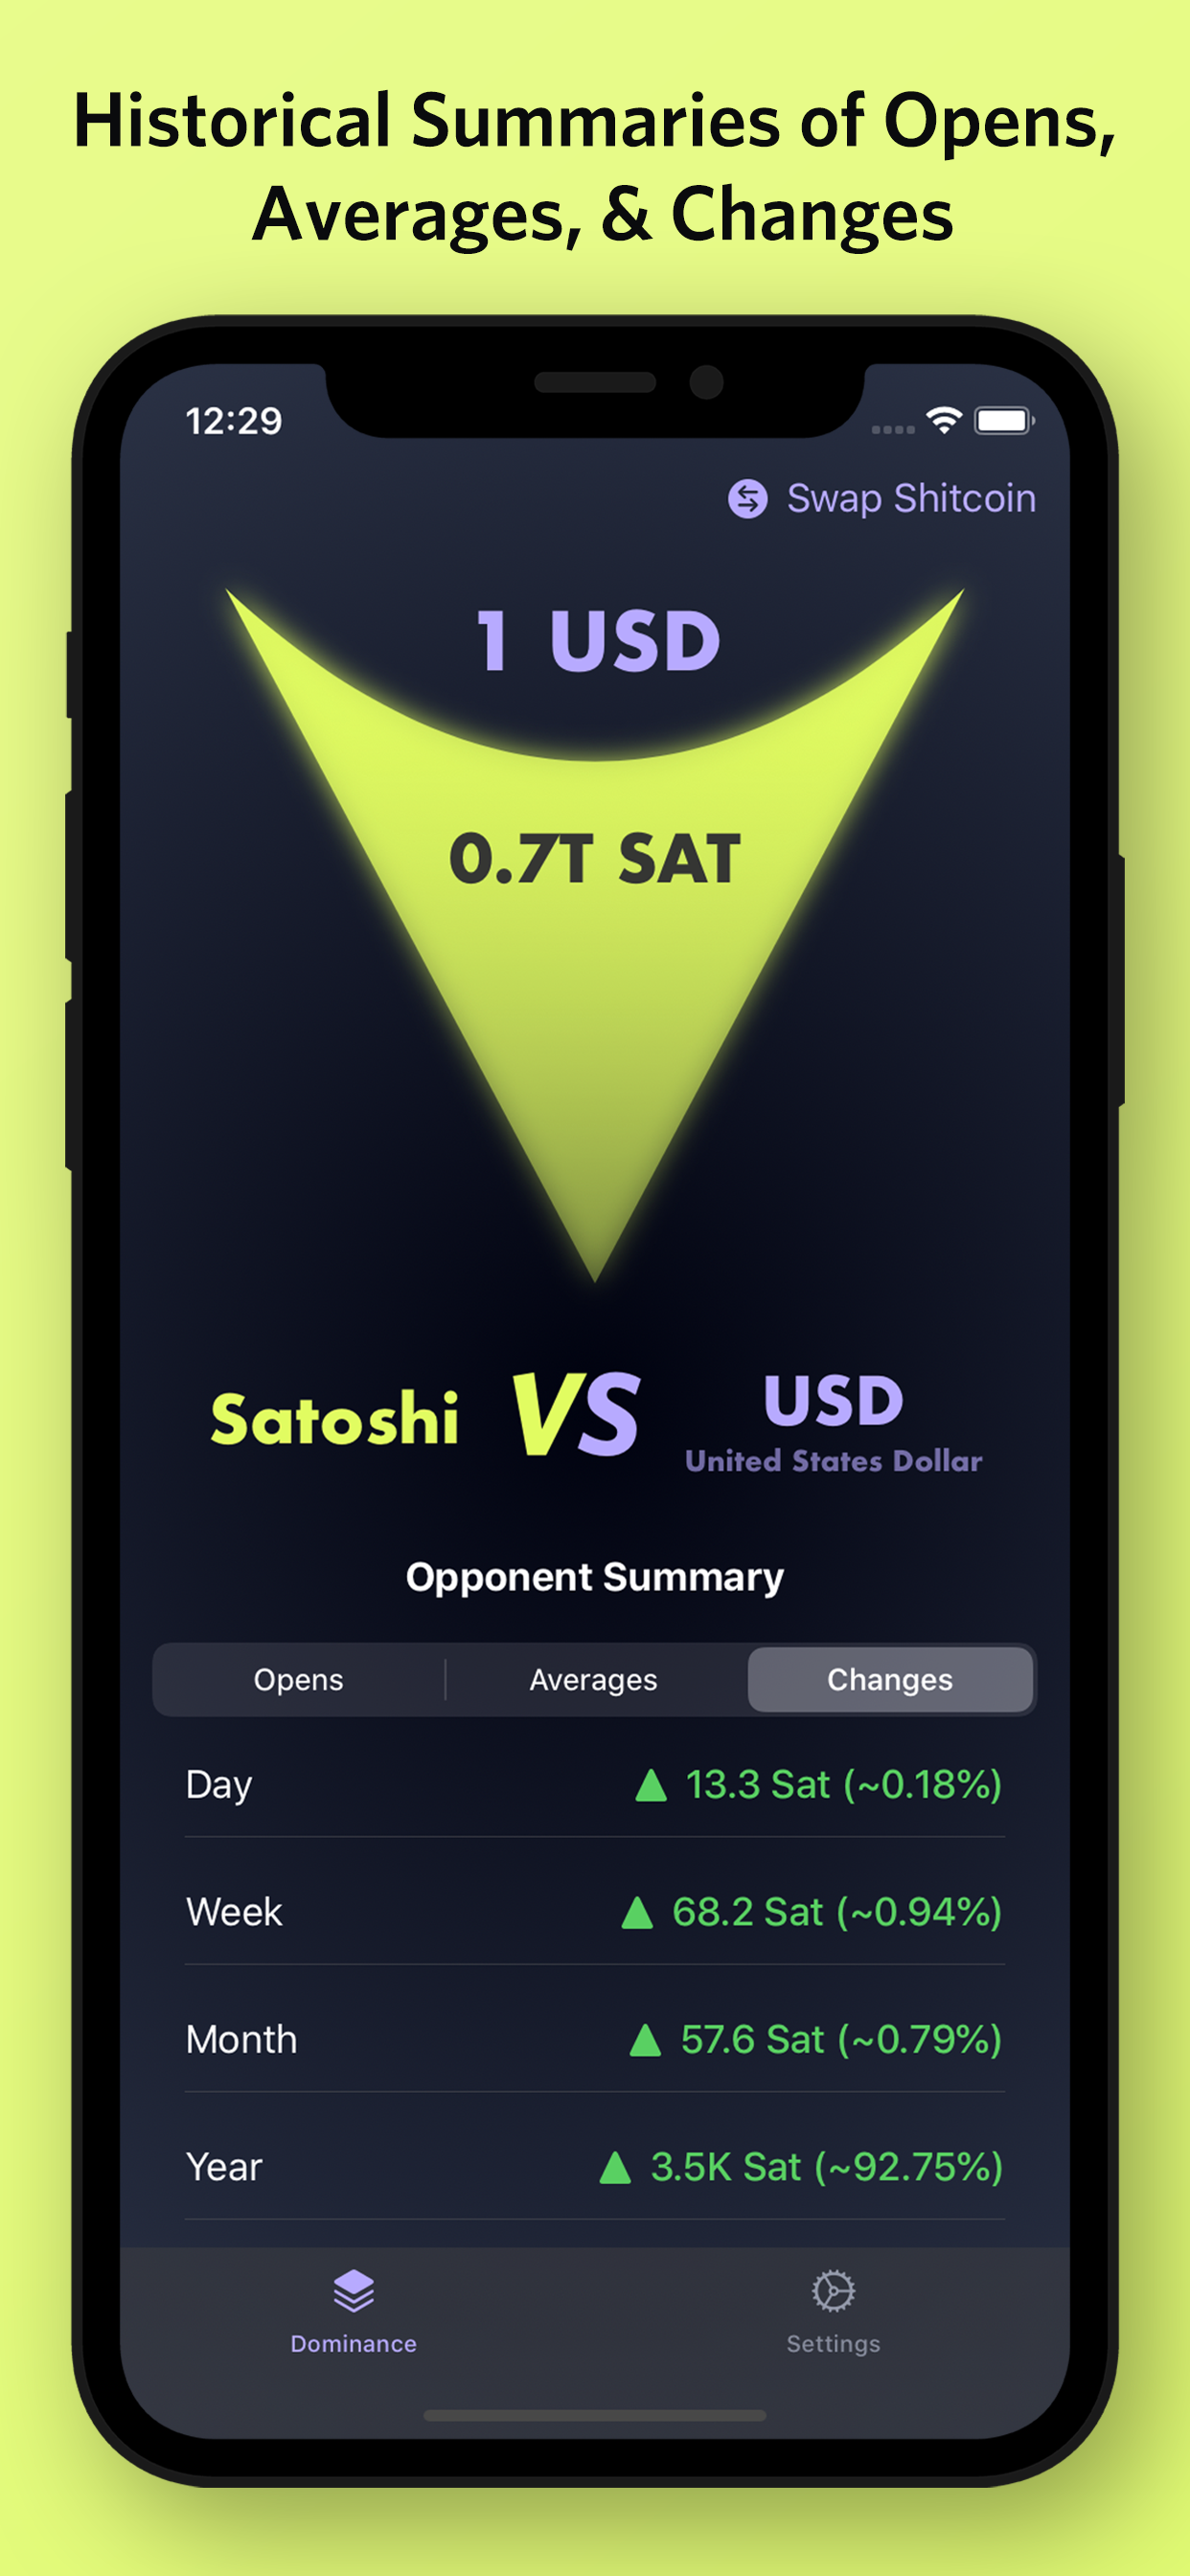 Historical Summaries of Opens,
Averages, & Changes
12:29
Swap Shitcoin
1 USD
0.7T SAT
Satoshi VS USD
United States Dollar
Opponent Summary
Opens Averages Changes
Day ▲ 13.3 Sat (~0.18%)
Week ▲ 68.2 Sat (~0.94%)
Month ▲ 57.6 Sat (~0.79%)
Year ▲ 3.5K Sat (~92.75%)
Dominance Settings